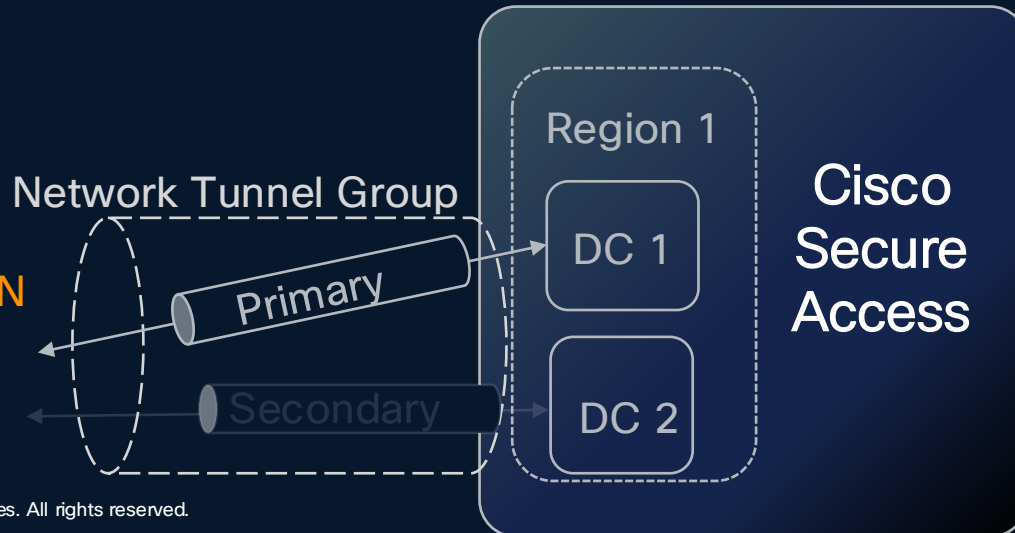 Region 1
Network Tunnel Group
Cisco
Secure
Access
DC 1
N
Primary
Secondary
DC 2
es. All rights reserved.